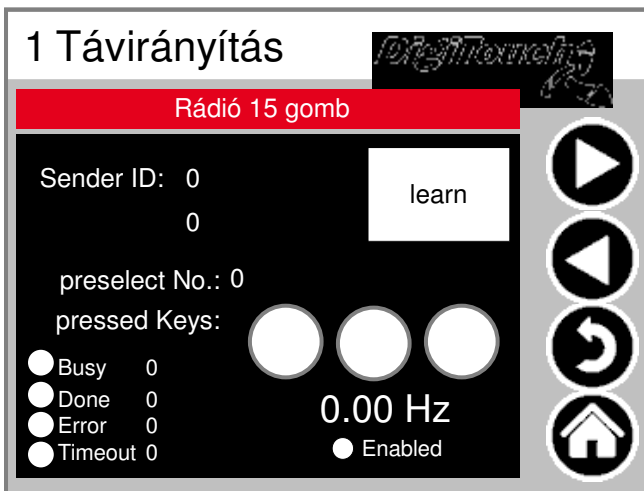 1 Távirányítás
DigiTouch
Rádió 15 gomb
Sender ID: 0
learn
0
preselect No.: 0
pressed Keys:
Busy 0
Done 0
Error 0
Timeout 0
0.00 Hz
Enabled